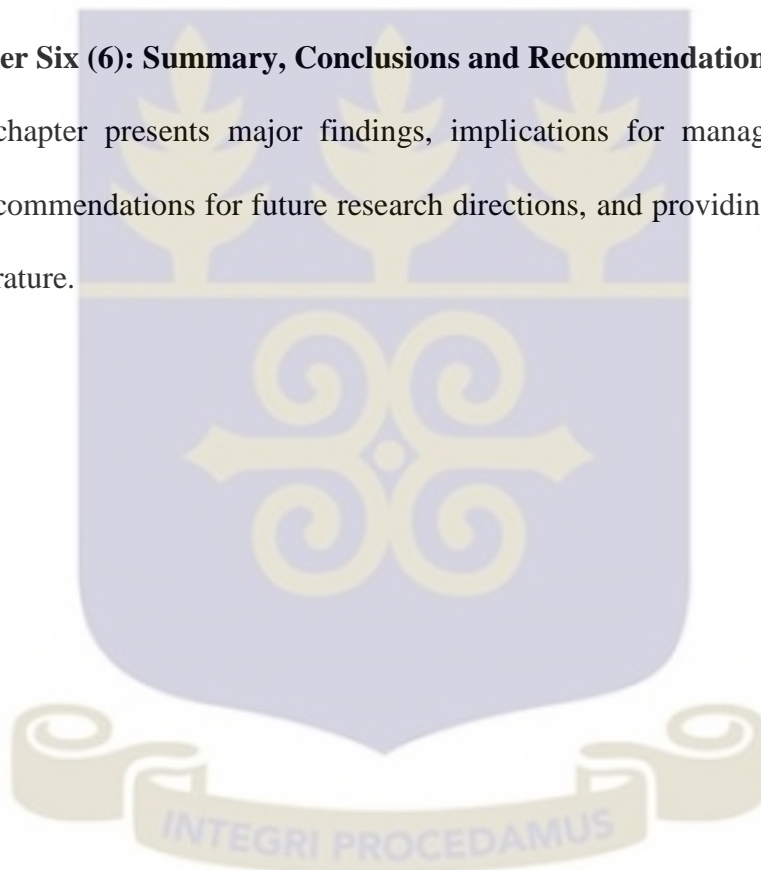 er Six (6): Summary, Conclusions and Recommendation
chapter presents major findings, implications for manag
commendations for future research directions, and providin
rature.
INTEGRI PROCEDAMUS